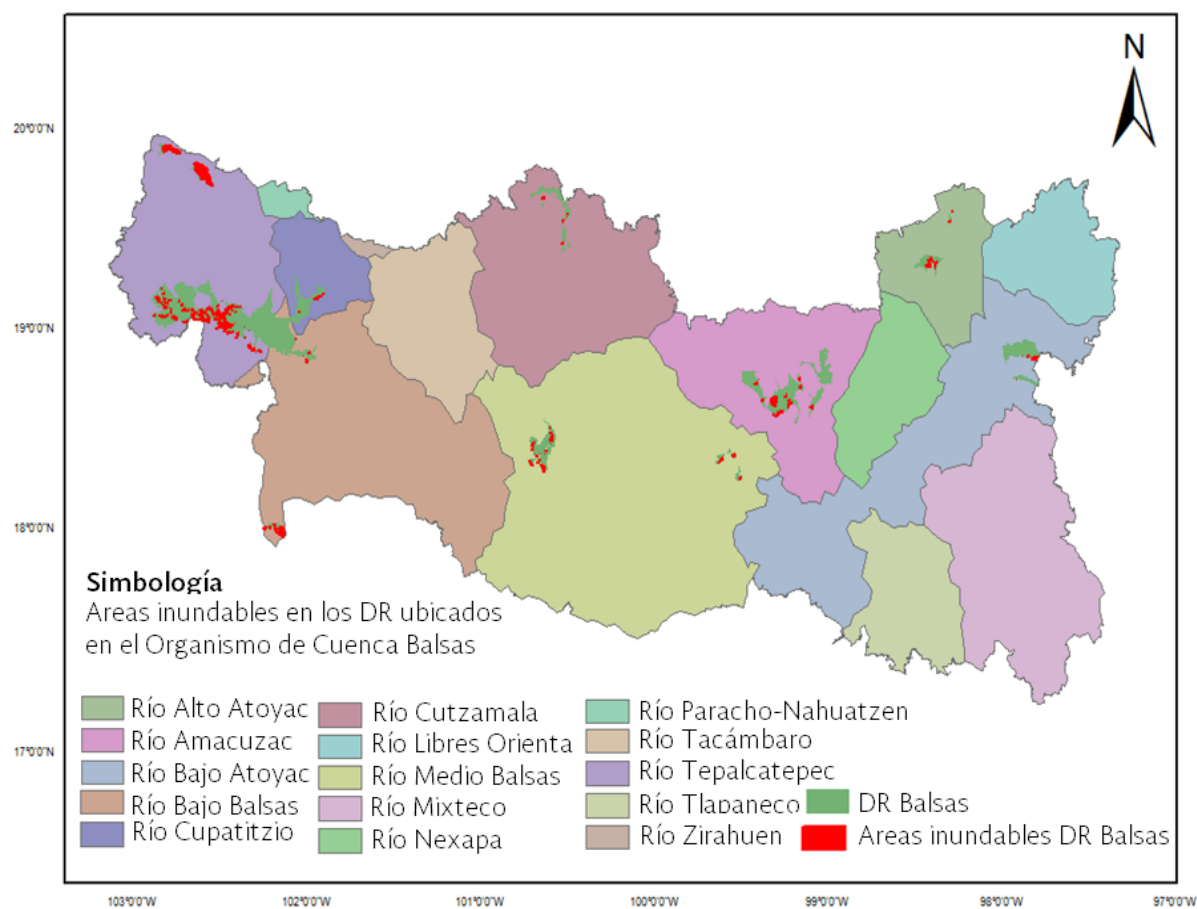 N
20°0'0"N
19°0'0"N
18°0'0"N
17°0'0"N
Simbología
Areas inundables en los DR ubicados
en el Organismo de Cuenca Balsas
Río Alto Atoyac
Río Amacuzac
Río Bajo Atoyac
Río Bajo Balsas
Río Cupatitzio
Río Cutzamala
Río Libres Orienta
Río Medio Balsas
Río Mixteco
Río Nexapa
Río Paracho-Nahuatzen
Río Tacámbaro
Río Tepalcatepec
Río Tlapaneco
Río Zirahuen
DR Balsas
Areas inundables DR Balsas
103°0'0"W 102°0'0"W 101°0'0"W 100°0'0"W 99°0'0"W 98°0'0"W 97°0'0"W